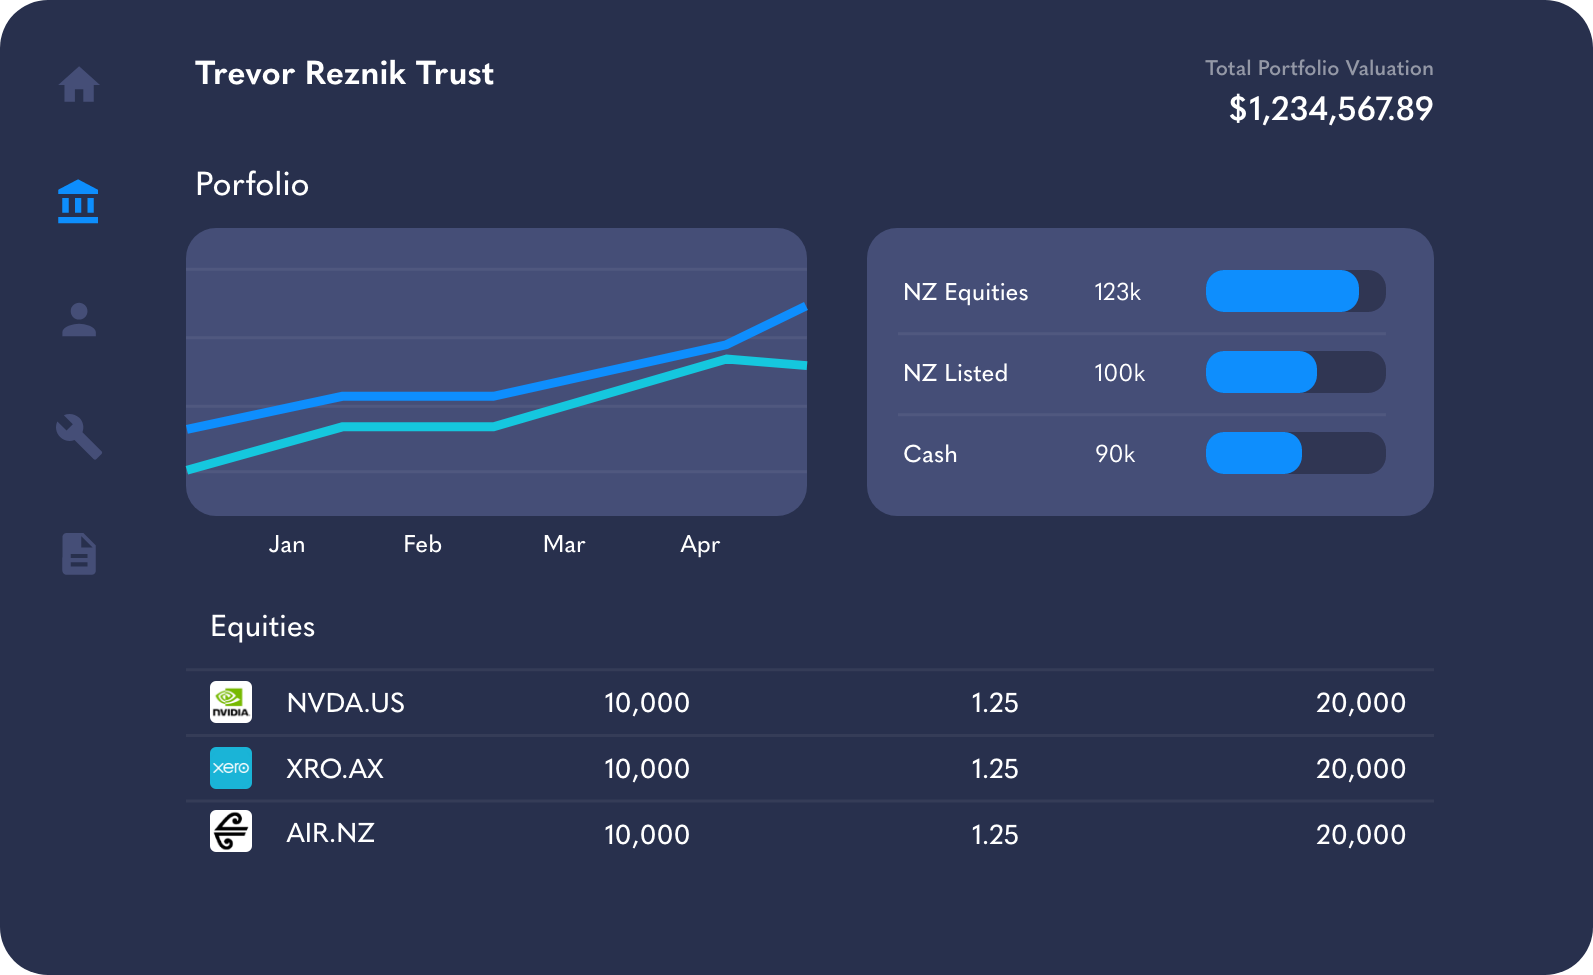 Trevor Reznik Trust
Total Portfolio Valuation
$1,234,567.89
Porfolio
NZ Equities 123k
NZ Listed 100k
Cash 90k
Jan Feb Mar Apr
Equities
NVIDIA NVDA.US 10,000 1.25 20,000
xero XRO.AX 10,000 1.25 20,000
AIR.NZ 10,000 1.25 20,000